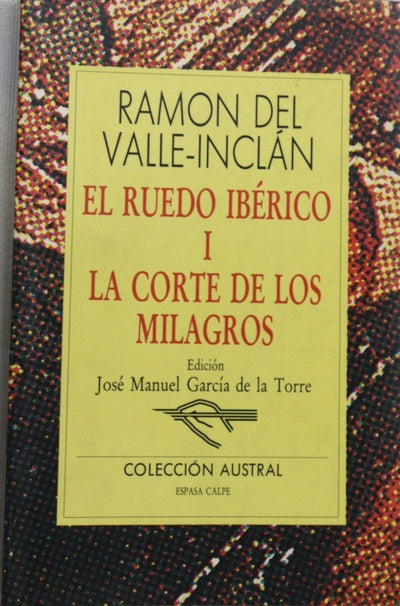 RAMON DEL
VALLE-INCLÁN
EL RUEDO IBÉRICO
I
LA CORTE DE LOS
MILAGROS
Edición
José Manuel García de la Torre
COLECCIÓN AUSTRAL
ESPASA CALPE